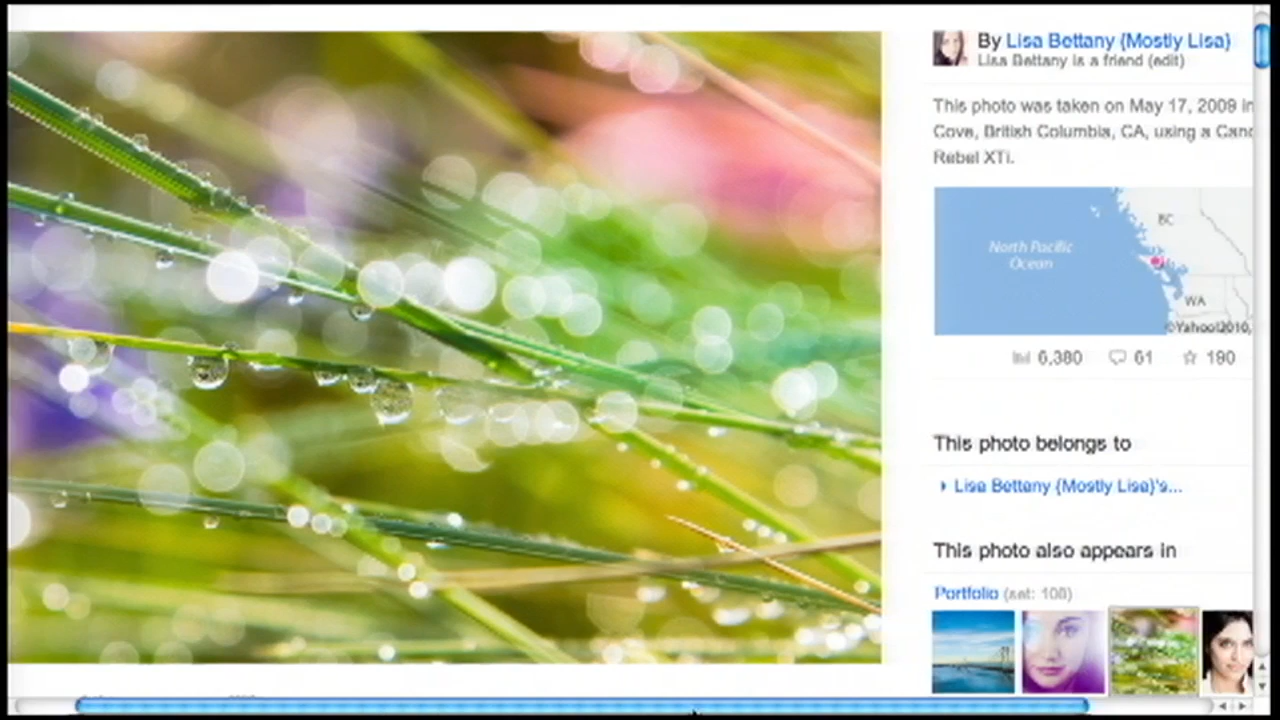 By Lisa Bettany {Mostly Lisa}
Lisa Bettany is a friend (edit)
This photo was taken on May 17, 2009 in
Cove, British Columbia, CA, using a
Rebel XTi.
BC
North Pacific
Ocean
WA
©Yahoo!2010,
6,380 61 190
This photo belongs to
Lisa Bettany {Mostly Lisa}'s...
This photo also appears in
Portfolio (set: 108)